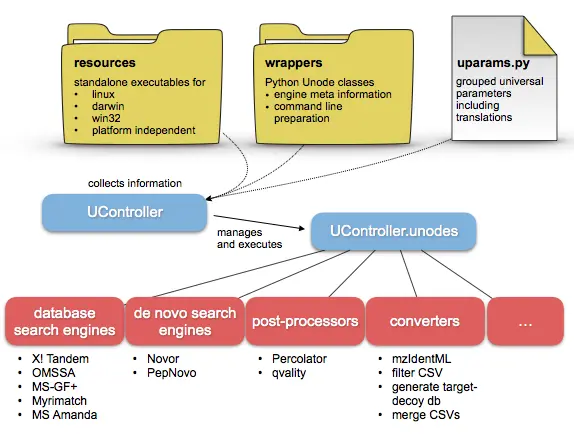 resources
standalone executables for
• linux
• darwin
• win32
• platform independent
wrappers
Python Unode classes
• engine meta information
• command line
preparation
uparams.py
grouped universal
parameters
including
translations
collects information
UController
manages
and executes
UController.unodes
database
search engines
• X! Tandem
• OMSSA
• MS-GF+
• Myrimatch
• MS Amanda
de novo search
engines
• Novor
• PepNovo
post-processors
• Percolator
• qvality
converters
• mzIdentML
• filter CSV
• generate target-
decoy db
• merge CSVs
...